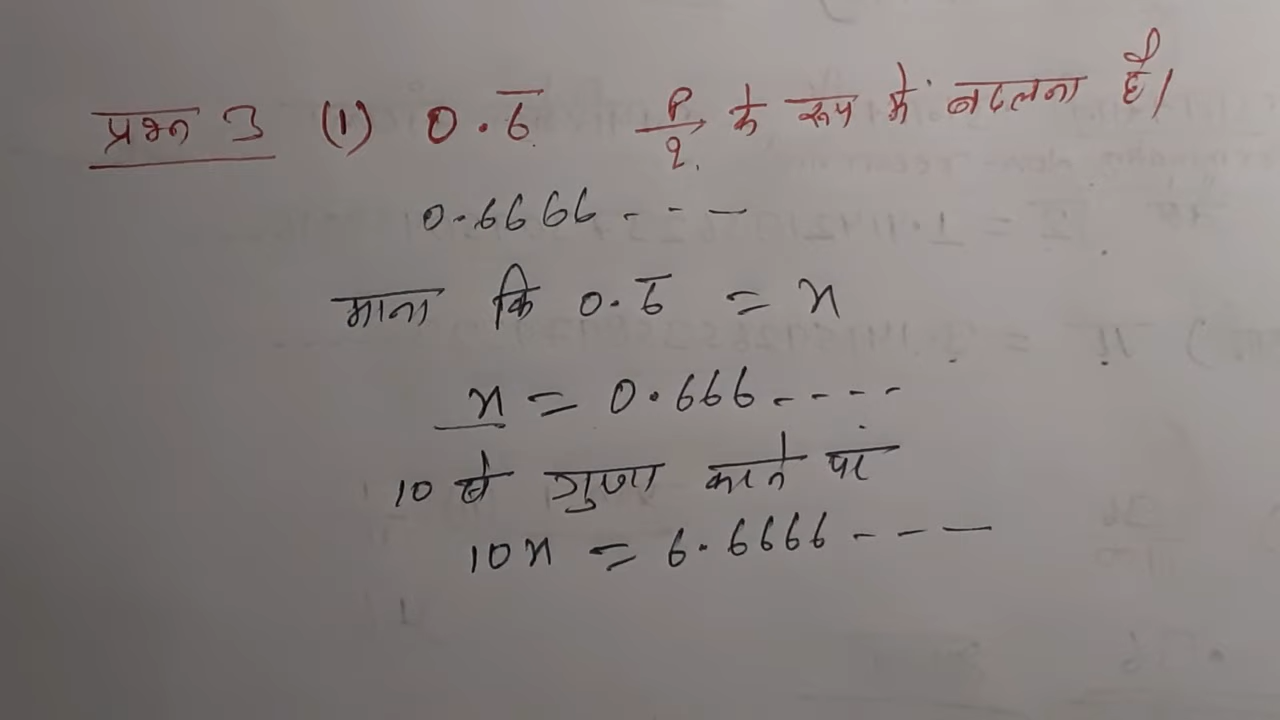 प्रश्न 3 (1) 0.6̅ P/q के रूप में बदलना है।
0.6666 - - -
माना कि 0.6̅ = x
x = 0.666 - - - -
10 से गुणा करने पर
10x = 6.6666 - - -